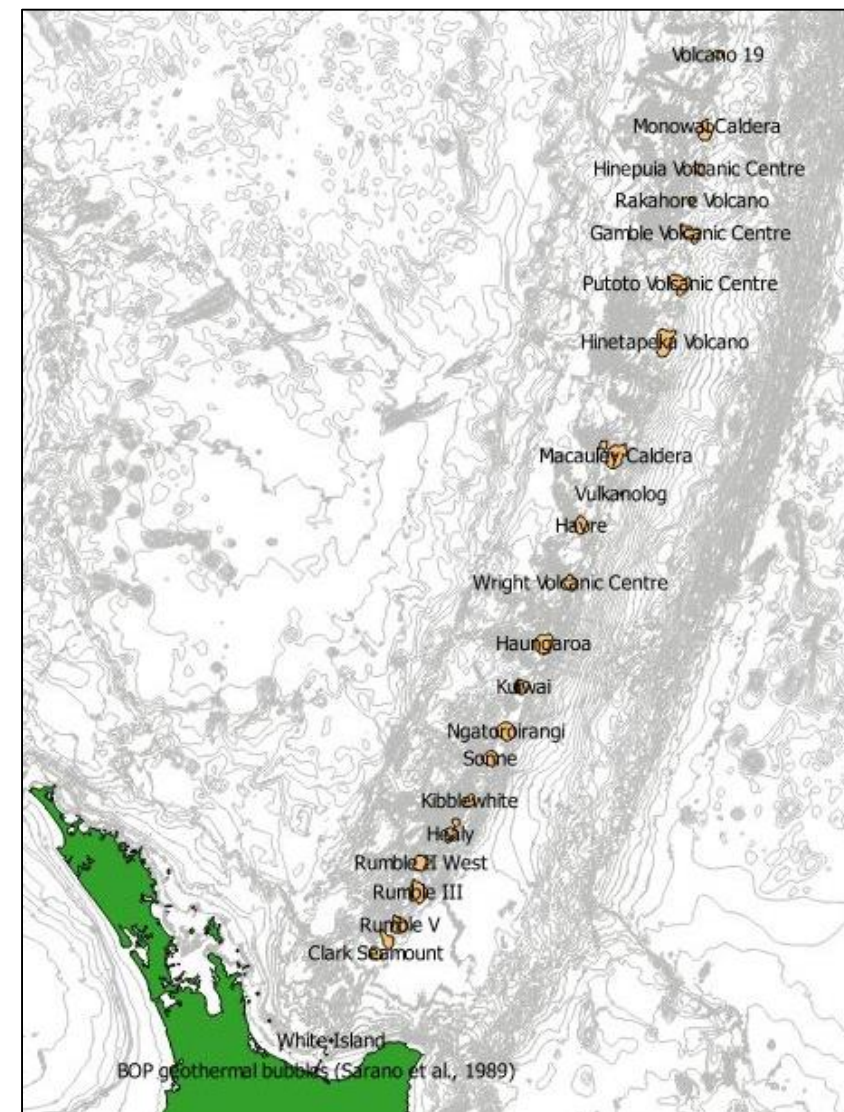 Volcano 19
Monowai Caldera
Hinepuia Volcanic Centre
Rakahore Volcano
Gamble Volcanic Centre
Putoto Volcanic Centre
Hinetapeka Volcano
Macauley Caldera
Vulkanolog
Havre
Wright Volcanic Centre
Haungaroa
Kuiwai
Ngatoroirangi
Sonne
Kibblewhite
Healy
Rumble II West
Rumble III
Rumble V
Clark Seamount
White Island
BOP geothermal bubbles (Sarano et al., 1989)